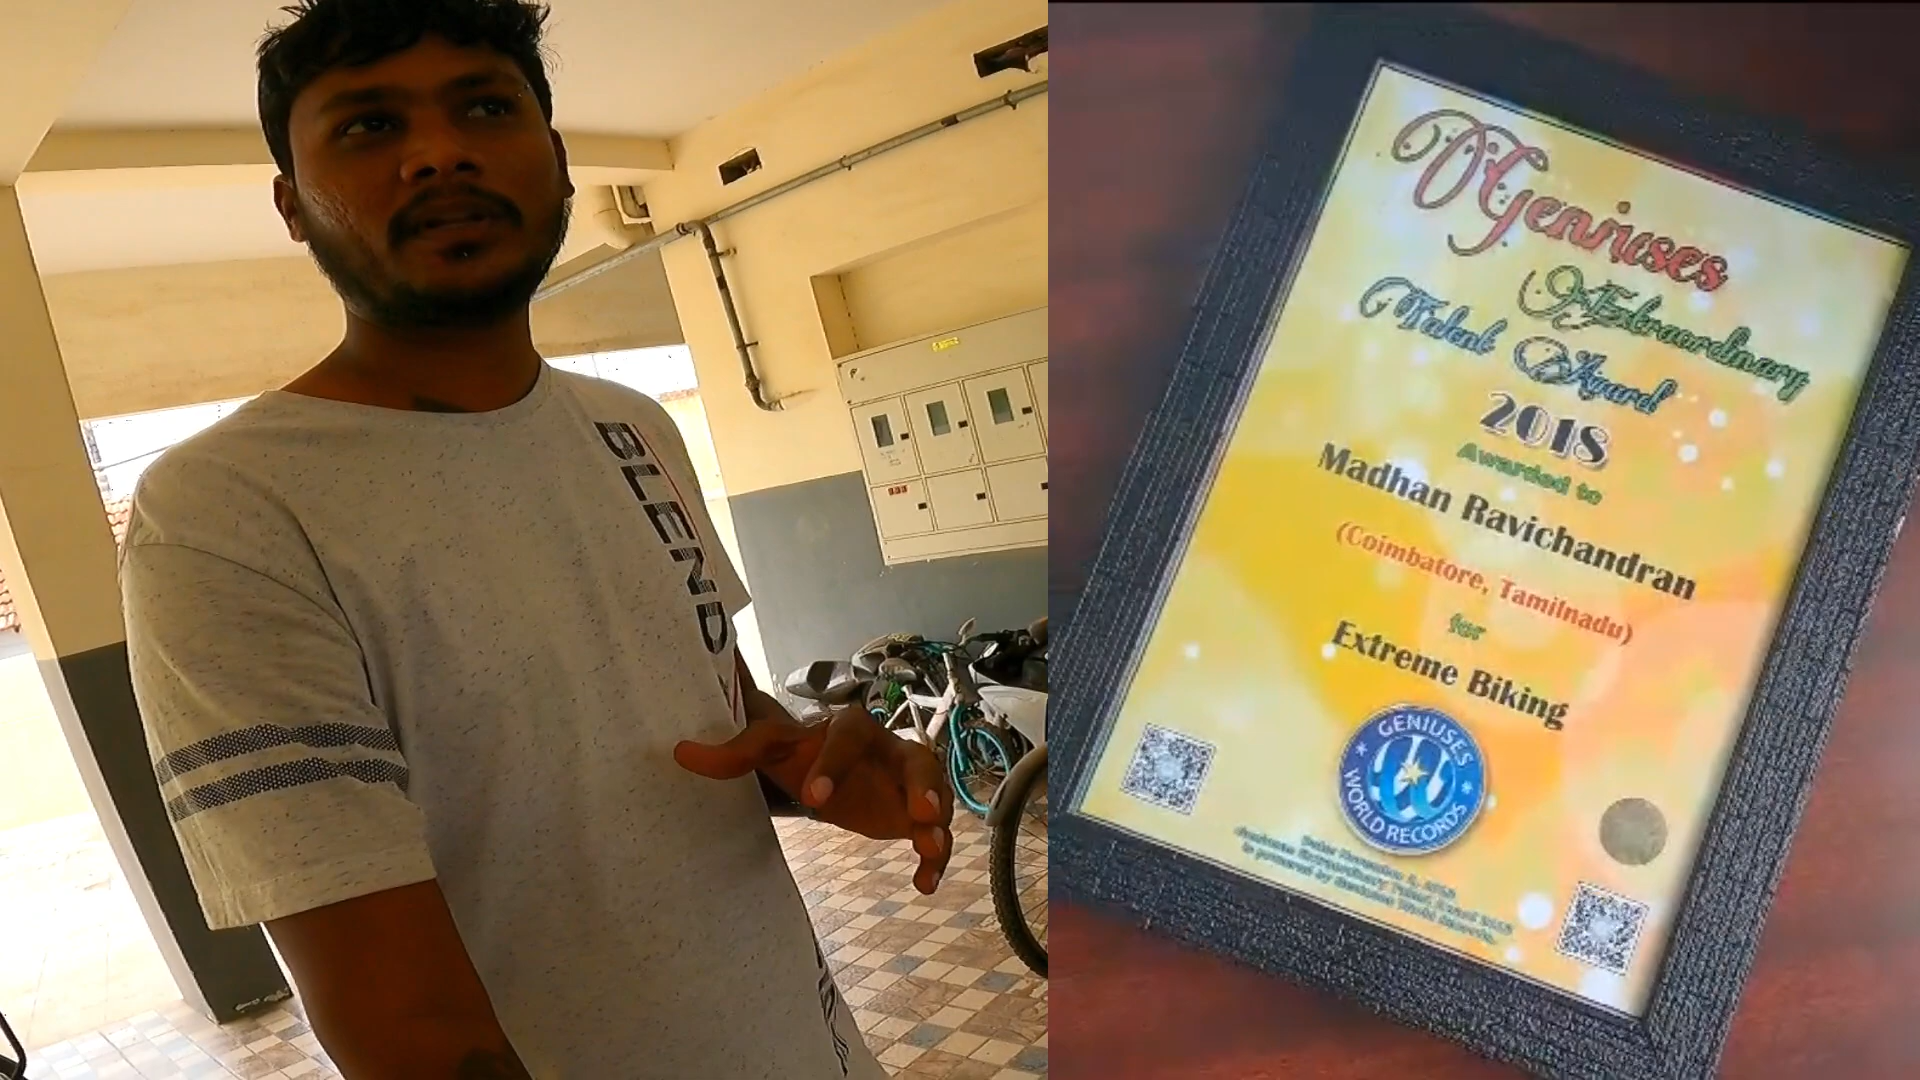 BLEND
Geniuses
Extraordinary
Talent Award
2018
Awarded to
Madhan Ravichandran
(Coimbatore, Tamilnadu)
for
Extreme Biking
GENIUSES
WORLD RECORDS